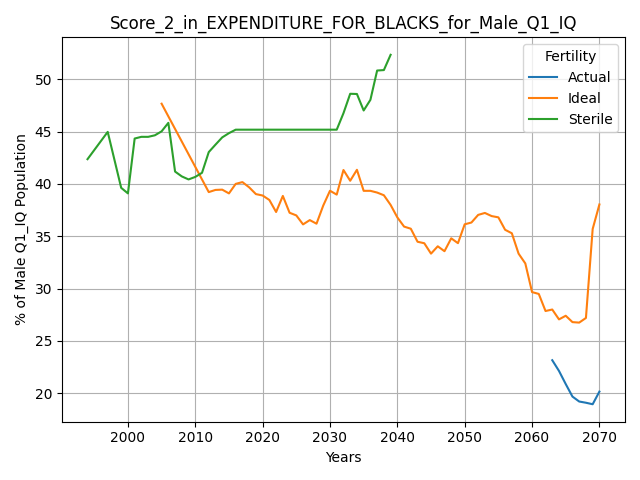 Score_2_in_EXPENDITURE_FOR_BLACKS_for_Male_Q1_IQ
Fertility
Actual
Ideal
Sterile
% of Male Q1_IQ Population
50
45
40
35
30
25
20
2000 2010 2020 2030 2040 2050 2060 2070
Years